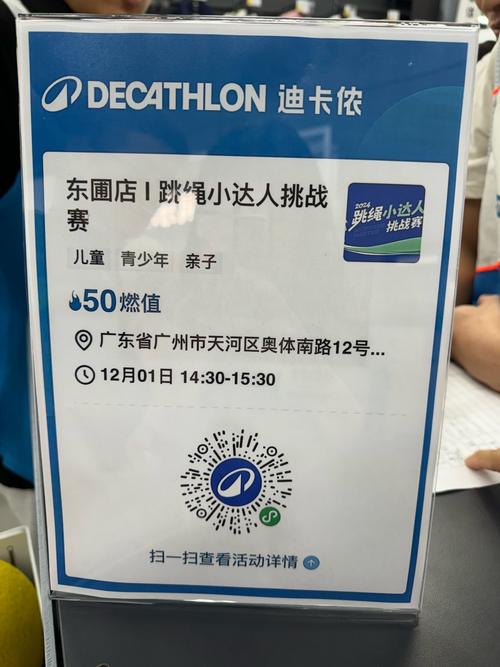 DECATHLON 迪卡侬
东圃店 | 跳绳小达人挑战
赛
2024
跳绳小达人
挑战赛
儿童 青少年 亲子
50燃值
广东省广州市天河区奥体南路12号...
12月01日 14:30-15:30
扫一扫查看活动详情